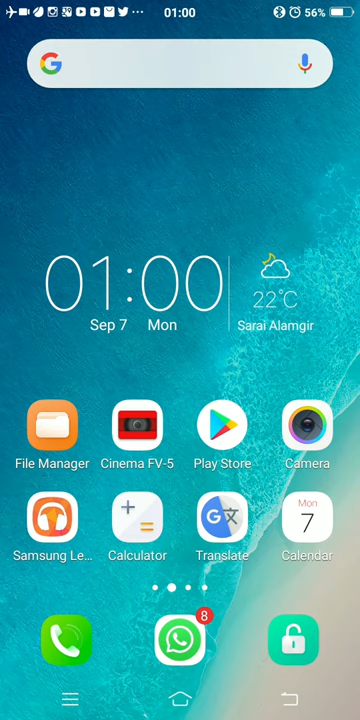 01:00
56%
01:00
Sep 7 Mon
22°C
Sarai Alamgir
File Manager
Cinema FV-5
Play Store
Camera
Mon
7
Samsung Le...
Calculator
Translate
Calendar
8